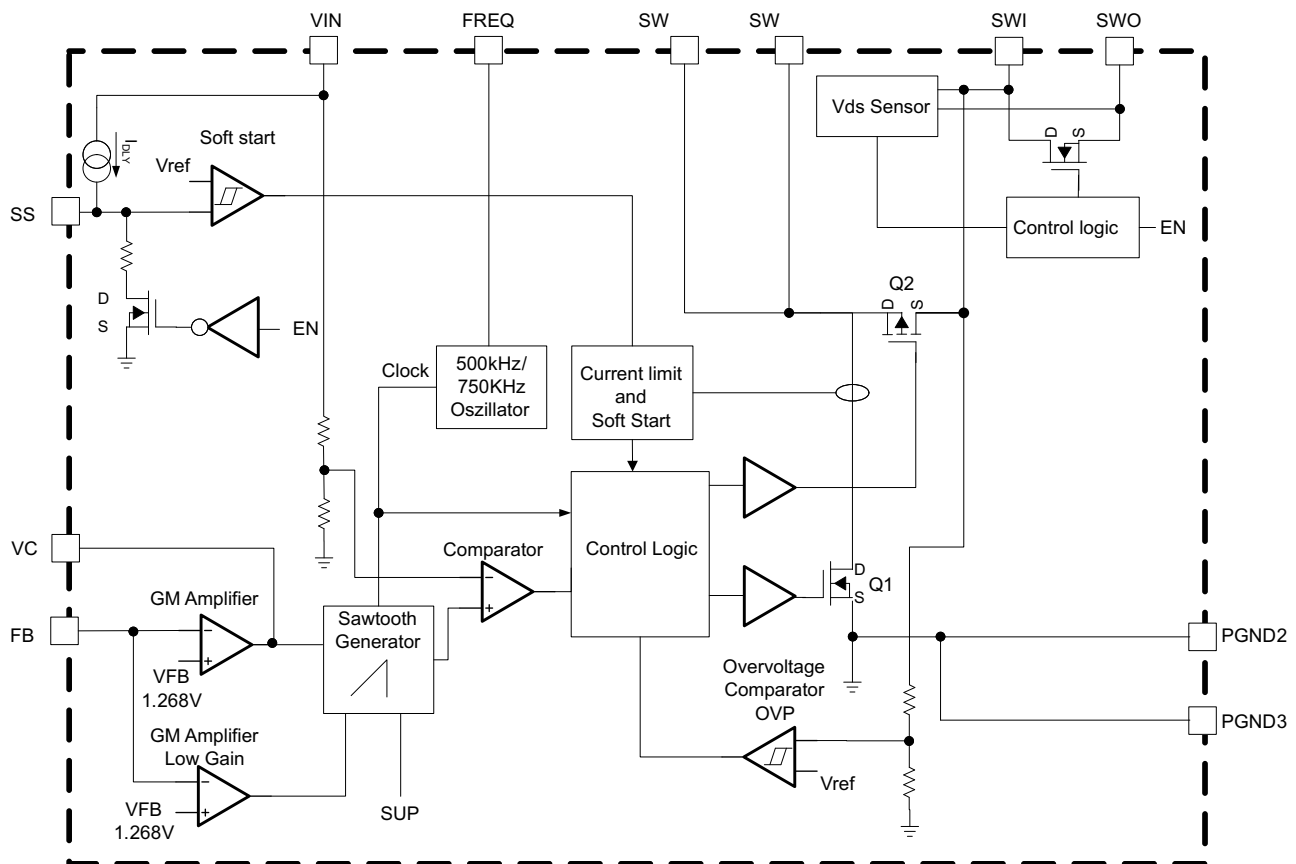 VIN
FREQ
SW
SW
SWI
SWO
Vds Sensor
D
S
Control logic
EN
IDLY
Soft start
Vref
SS
D
S
EN
Q2
D
S
Clock
500kHz/
750KHz
Oszillator
Current limit
and
Soft Start
VC
Comparator
−
+
Control Logic
D
Q1
S
GM Amplifier
FB
−
+
VFB
1.268V
Sawtooth
Generator
PGND2
Overvoltage
Comparator
OVP
Vref
PGND3
GM Amplifier
Low Gain
−
+
VFB
1.268V
SUP